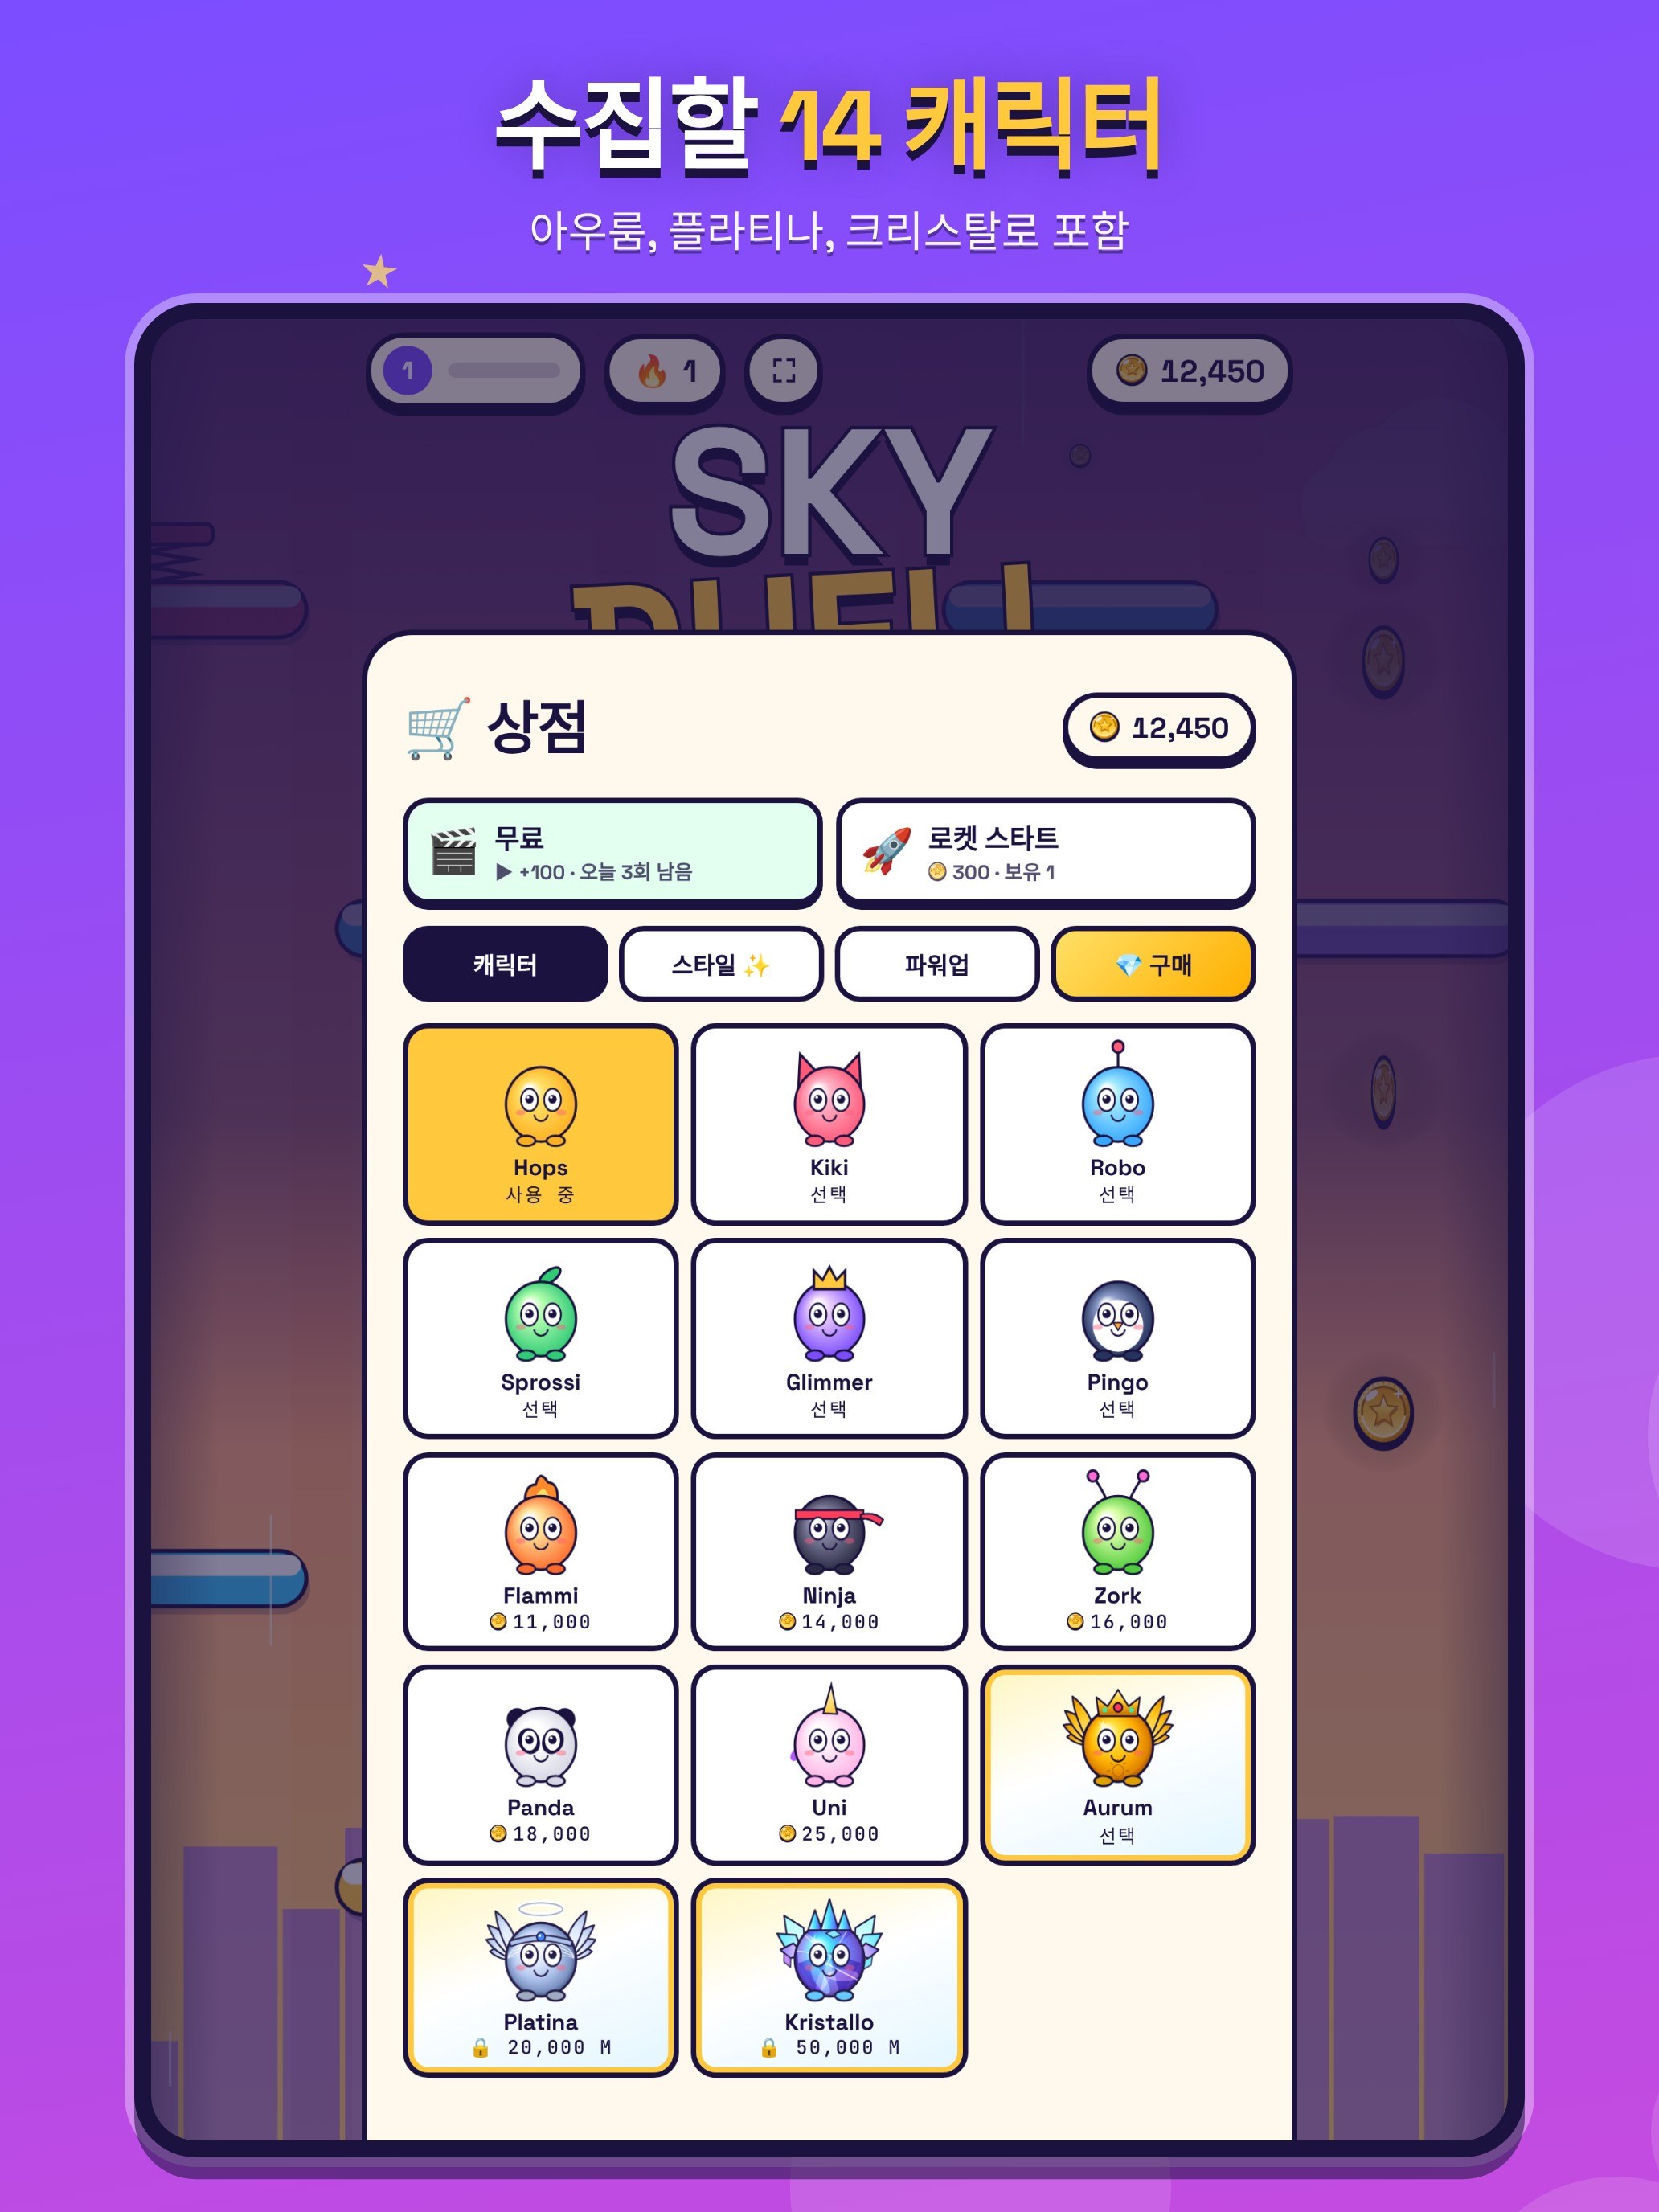 수집할 14 캐릭터
아우룸, 플라티나, 크리스탈로 포함
1
1
12,450
SKY
DUELL
상점
12,450
무료
▶ +100 · 오늘 3회 남음
로켓 스타트
300 · 보유 1
캐릭터
스타일 ✨
파워업
💎 구매
Hops
사용 중
Kiki
선택
Robo
선택
Sprossi
선택
Glimmer
선택
Pingo
선택
Flammi
11,000
Ninja
14,000
Zork
16,000
Panda
18,000
Uni
25,000
Aurum
선택
Platina
🔒 20,000 M
Kristallo
🔒 50,000 M